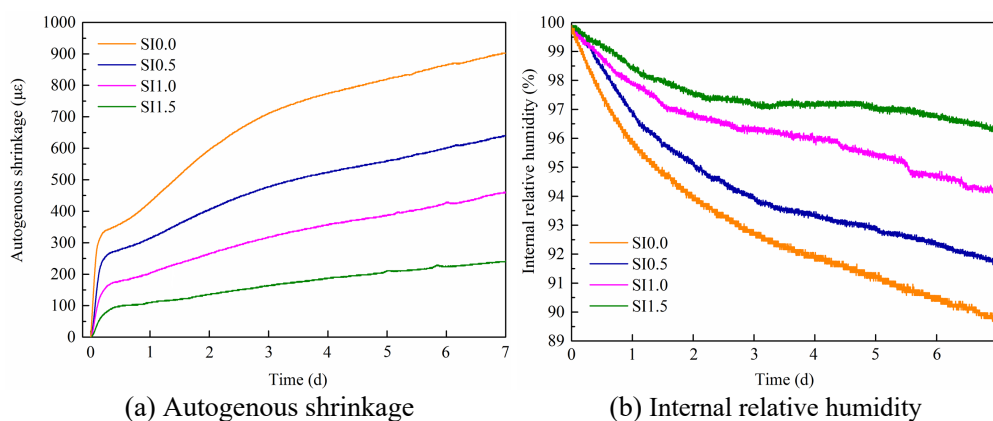 1000
900
800
700
600
500
400
300
200
100
0
Autogenous shrinkage (με)
SI0.0
SI0.5
SI1.0
SI1.5
0 1 2 3 4 5 6 7
Time (d)
(a) Autogenous shrinkage
100
99
98
97
96
95
94
93
92
91
90
89
Internal relative humidity (%)
SI0.0
SI0.5
SI1.0
SI1.5
0 1 2 3 4 5 6
Time (d)
(b) Internal relative humidity